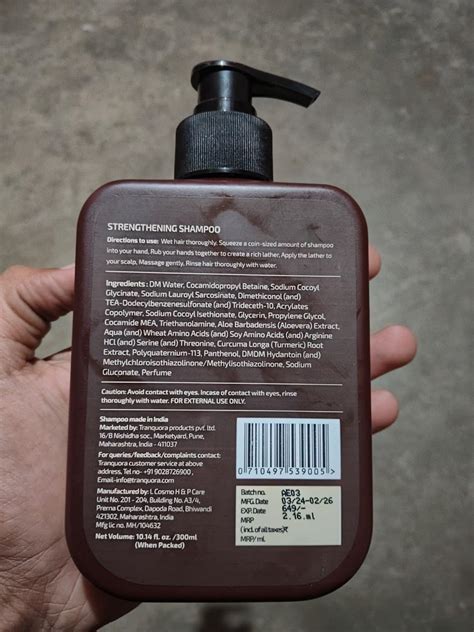 STRENGTHENING SHAMPOO
Directions to use: Wet hair thoroughly. Squeeze a coin-sized amount of shampoo
into your hand, Rub your hands together to create a rich lather, Apply the lather to
your scalp, Massage gently, Rinse hair thoroughly with water.
Ingredients : DM Water, Cocamidopropyl Betaine, Sodium Cocoyl
Glycinate, Sodium Lauroyl Sarcosinate, Dimethiconol (and)
TEA-Dodecylbenzenesulfonate (and) Trideceth-10, Acrylates
Copolymer, Sodium Cocoyl Isethionate, Glycerin, Propylene Glycol,
Cocamide MEA, Triethanolamine, Aloe Barbadensis (Aloevera) Extract,
Aqua (and) Wheat Amino Acids (and) Soy Amino Acids (and) Arginine
HCl (and) Serine (and) Threonine, Curcuma Longa (Turmeric) Root
Extract, Polyquaternium-113, Panthenol, DMDM Hydantoin (and)
Methylchloroisothiazolinone/Methylisothiazolinone, Sodium
Gluconate, Perfume
Caution: Avoid contact with eyes. Incase of contact with eyes, rinse
thoroughly with water. FOR EXTERNAL USE ONLY.
Shampoo made in India
Marketed by: Tranquora products pvt. ltd.
16 B Nishidha soc., Marketyard, Pune,
Maharashtra, India - 411037
For queries/feedback/complaints contact:
Tranquora customer service at above
address, Tel no- +91 9028726900,
Email-info@tranquora.com
Manufactured by: L Cosmo H & P Care
Unit No. 201 - 204, Building No. A3/4,
Prerna Complex, Dapoda Road, Bhiwandi
421302, Maharashtra, India
Mfg lic no. MH/104632
Net Volume: 10.14 fl. oz. /300ml
(When Packed)
0 710497 539005
Batch no. AE03
MFG. Date 03/24-02/26
EXP. Date 649/-
MRP 2.16.ml
(incl. of all taxes)
MRP/ ml.